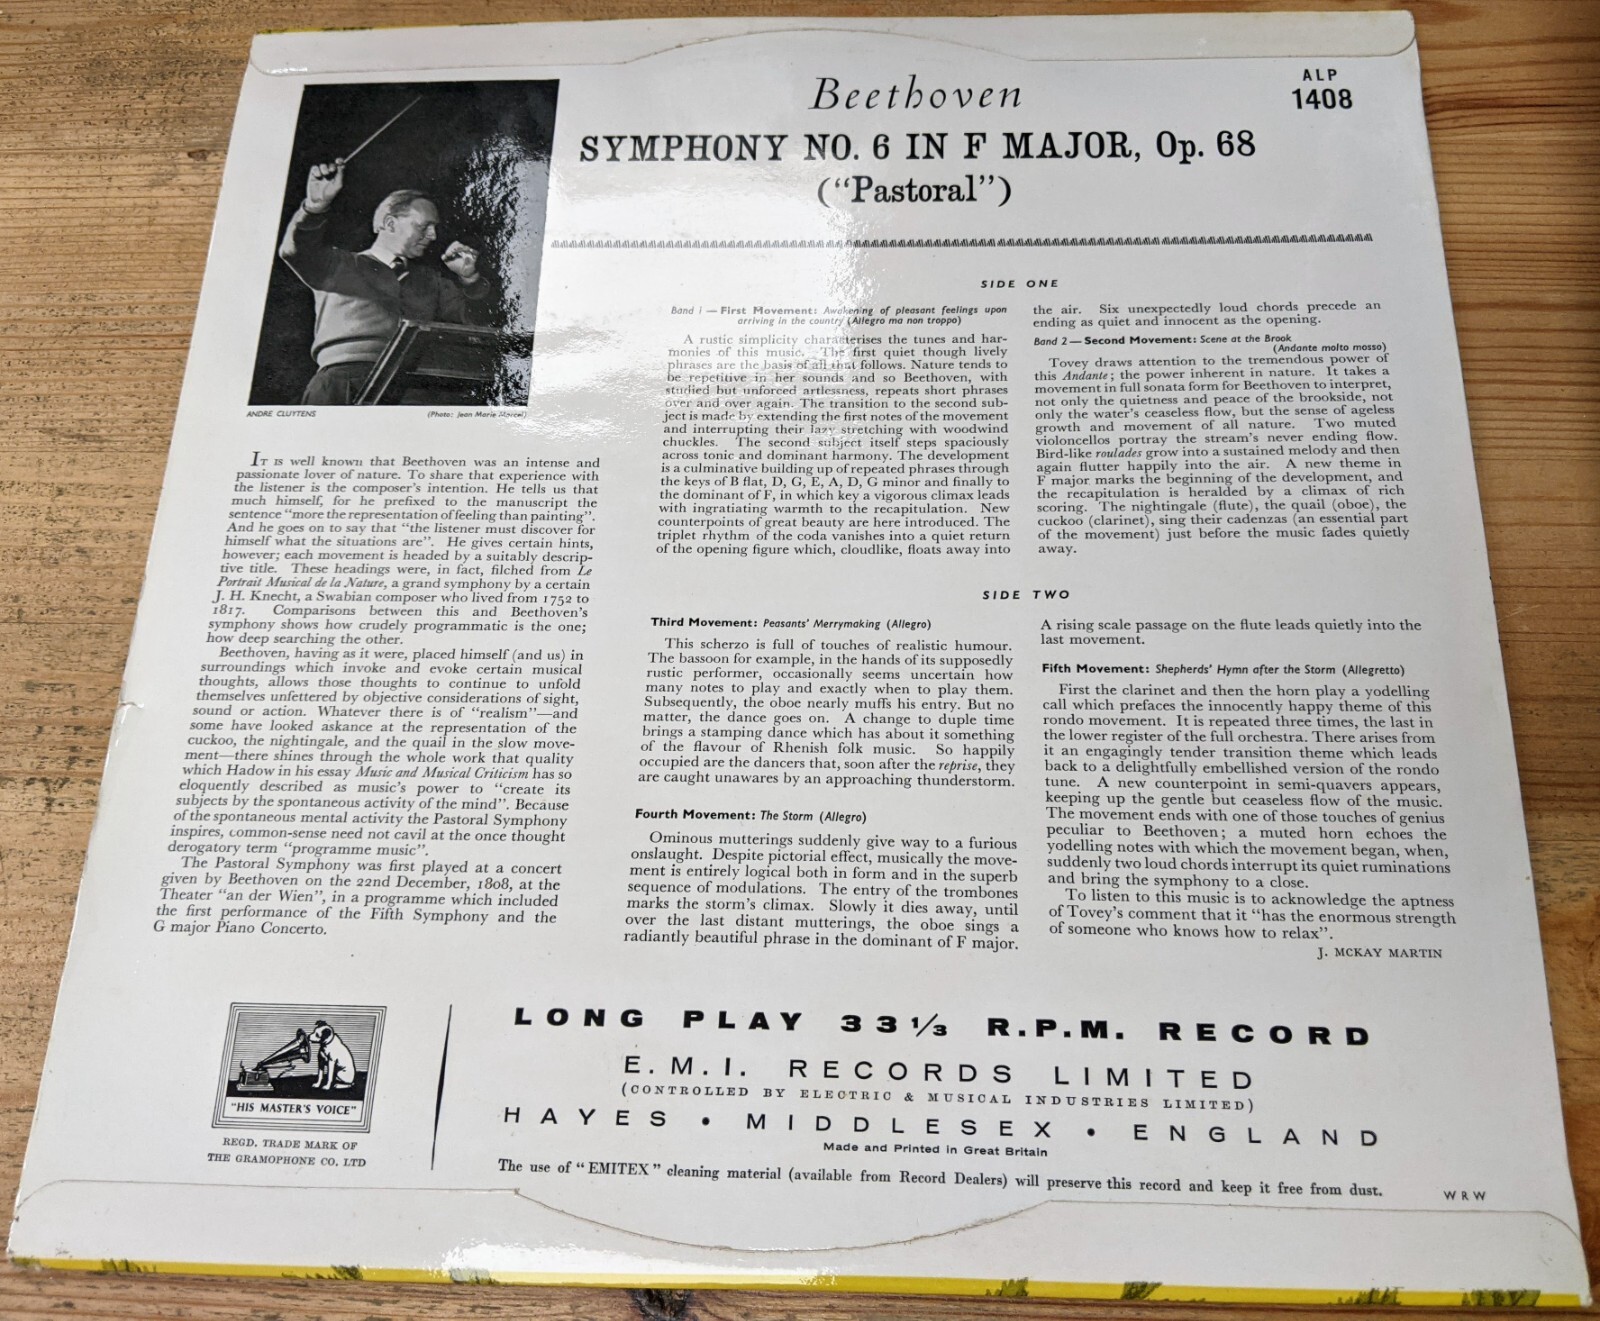 Beethoven
ALP
1408
SYMPHONY NO. 6 IN F MAJOR, Op. 68
("Pastoral")
ANDRE CLUYTENS
(Photo: Jean Marie Marcel)
It is well known that Beethoven was an intense and
passionate lover of nature. To share that experience with
the listener is the composer's intention. He tells us that
much himself, for he prefixed to the manuscript the
sentence "more the representation of feeling than painting".
And he goes on to say that "the listener must discover for
himself what the situations are". He gives certain hints,
however; each movement is headed by a suitably descrip-
tive title. These headings were, in fact, filched from Le
Portrait Musical de la Nature, a grand symphony by a certain
J. H. Knecht, a Swabian composer who lived from 1752 to
1817. Comparisons between this and Beethoven's
symphony shows how crudely programmatic is the one;
how deep searching the other.
Beethoven, having as it were, placed himself (and us) in
surroundings which invoke and evoke certain musical
thoughts, allows those thoughts to continue to unfold
themselves unfettered by objective considerations of sight,
sound or action. Whatever there is of "realism"—and
some have looked askance at the representation of the
cuckoo, the nightingale, and the quail in the slow move-
ment—there shines through the whole work that quality
which Hadow in his essay Music and Musical Criticism has so
eloquently described as music's power to "create its
subjects by the spontaneous activity of the mind". Because
of the spontaneous mental activity the Pastoral Symphony
inspires, common-sense need not cavil at the once thought
derogatory term "programme music".
The Pastoral Symphony was first played at a concert
given by Beethoven on the 22nd December, 1808, at the
Theater "an der Wien", in a programme which included
the first performance of the Fifth Symphony and the
G major Piano Concerto.
SIDE ONE
Band 1 — First Movement: Awakening of pleasant feelings upon
arriving in the country (Allegro ma non troppo)
A rustic simplicity characterises the tunes and har-
monies of this music. The first quiet though lively
phrases are the basis of all that follows. Nature tends to
be repetitive in her sounds and so Beethoven, with
studied but unforced artlessness, repeats short phrases
over and over again. The transition to the second sub-
ject is made by extending the first notes of the movement
and interrupting their lazy stretching with woodwind
chuckles. The second subject itself steps spaciously
across tonic and dominant harmony. The development
is a culminative building up of repeated phrases through
the keys of B flat, D, G, E, A, D, G minor and finally to
the dominant of F, in which key a vigorous climax leads
with ingratiating warmth to the recapitulation. New
counterpoints of great beauty are here introduced. The
triplet rhythm of the coda vanishes into a quiet return
of the opening figure which, cloudlike, floats away into
the air. Six unexpectedly loud chords precede an
ending as quiet and innocent as the opening.
Band 2 — Second Movement: Scene at the Brook
(Andante molto mosso)
Tovey draws attention to the tremendous power of
this Andante; the power inherent in nature. It takes a
movement in full sonata form for Beethoven to interpret,
not only the quietness and peace of the brookside, not
only the water's ceaseless flow, but the sense of ageless
growth and movement of all nature. Two muted
violoncellos portray the stream's never ending flow.
Bird-like roulades grow into a sustained melody and then
again flutter happily into the air. A new theme in
F major marks the beginning of the development, and
the recapitulation is heralded by a climax of rich
scoring. The nightingale (flute), the quail (oboe), the
cuckoo (clarinet), sing their cadenzas (an essential part
of the movement) just before the music fades quietly
away.
SIDE TWO
Third Movement: Peasants' Merrymaking (Allegro)
This scherzo is full of touches of realistic humour.
The bassoon for example, in the hands of its supposedly
rustic performer, occasionally seems uncertain how
many notes to play and exactly when to play them.
Subsequently, the oboe nearly muffs his entry. But no
matter, the dance goes on. A change to duple time
brings a stamping dance which has about it something
of the flavour of Rhenish folk music. So happily
occupied are the dancers that, soon after the reprise, they
are caught unawares by an approaching thunderstorm.
Fourth Movement: The Storm (Allegro)
Ominous mutterings suddenly give way to a furious
onslaught. Despite pictorial effect, musically the move-
ment is entirely logical both in form and in the superb
sequence of modulations. The entry of the trombones
marks the storm's climax. Slowly it dies away, until
over the last distant mutterings, the oboe sings a
radiantly beautiful phrase in the dominant of F major.
A rising scale passage on the flute leads quietly into the
last movement.
Fifth Movement: Shepherds' Hymn after the Storm (Allegretto)
First the clarinet and then the horn play a yodelling
call which prefaces the innocently happy theme of this
rondo movement. It is repeated three times, the last in
the lower register of the full orchestra. There arises from
it an engagingly tender transition theme which leads
back to a delightfully embellished version of the rondo
tune. A new counterpoint in semi-quavers appears,
keeping up the gentle but ceaseless flow of the music.
The movement ends with one of those touches of genius
peculiar to Beethoven; a muted horn echoes the
yodelling notes with which the movement began, when,
suddenly two loud chords interrupt its quiet ruminations
and bring the symphony to a close.
To listen to this music is to acknowledge the aptness
of Tovey's comment that it "has the enormous strength
of someone who knows how to relax".
J. MCKAY MARTIN
"HIS MASTER'S VOICE"
REGD. TRADE MARK OF
THE GRAMOPHONE CO. LTD
LONG PLAY 33 1/3 R.P.M. RECORD
E.M.I. RECORDS LIMITED
(CONTROLLED BY ELECTRIC & MUSICAL INDUSTRIES LIMITED)
HAYES • MIDDLESEX • ENGLAND
Made and Printed in Great Britain
The use of "EMITEX" cleaning material (available from Record Dealers) will preserve this record and keep it free from dust.
W R W